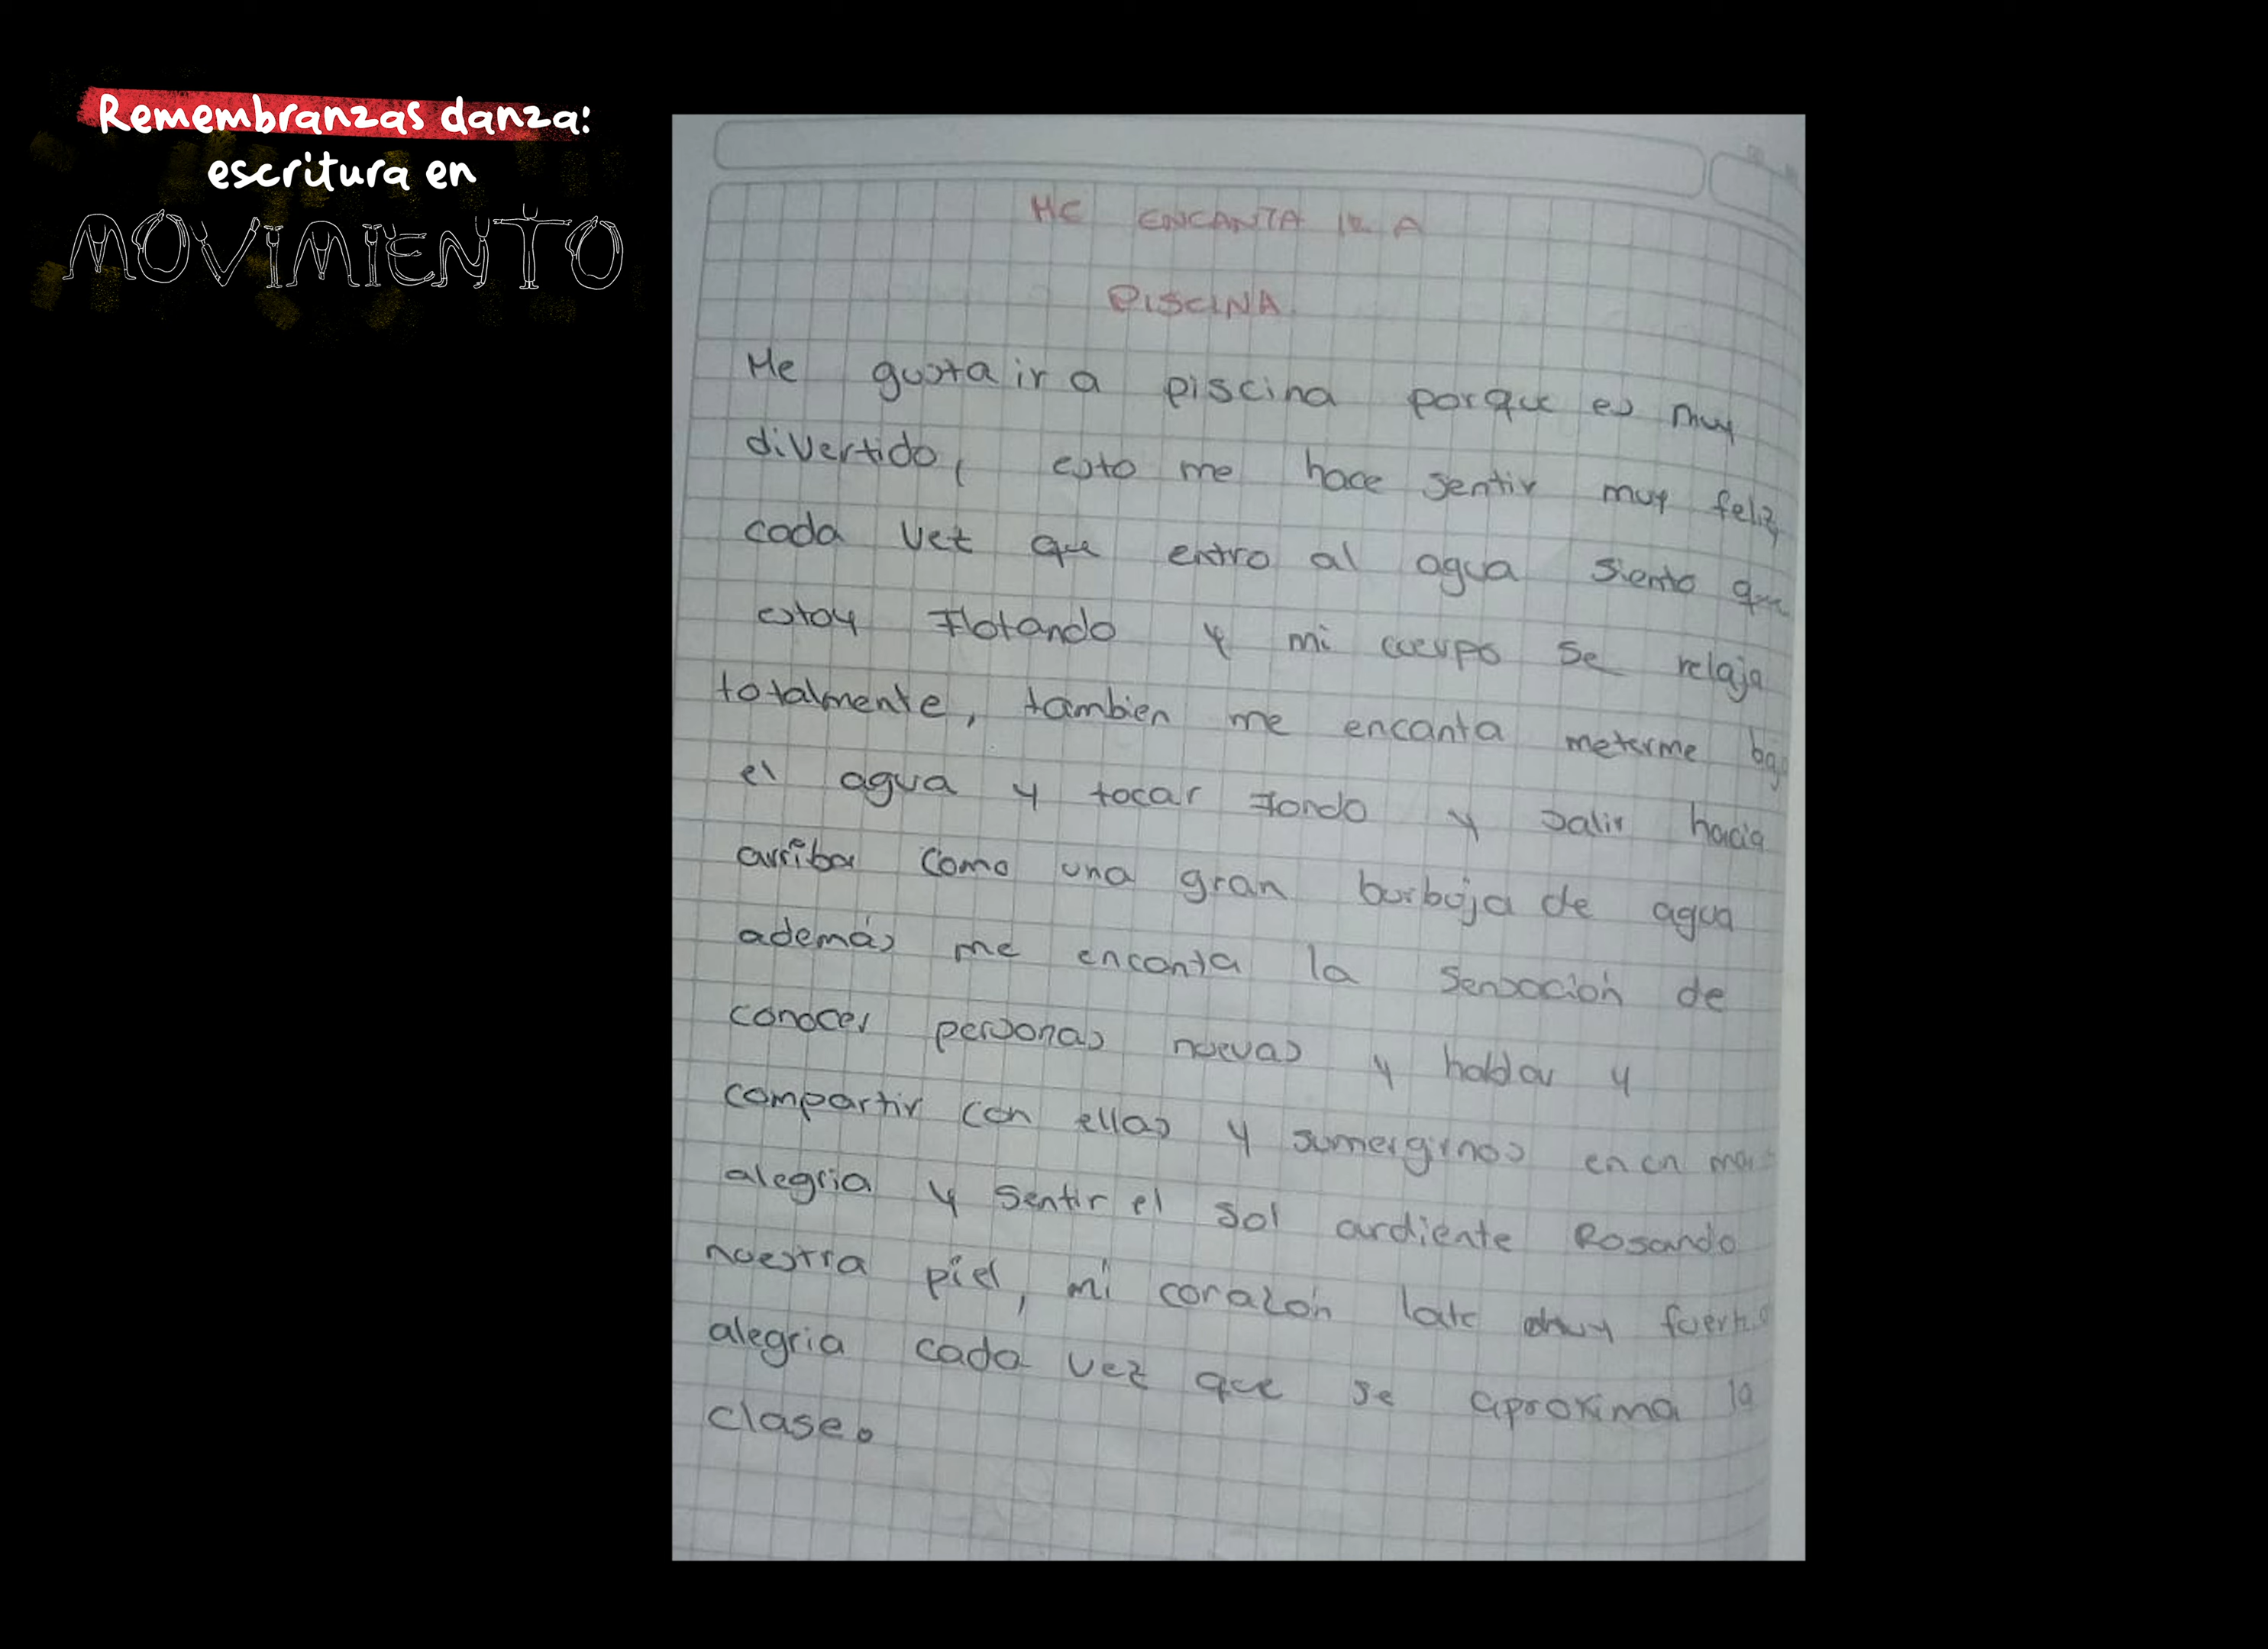 Remembranzas danza:
escritura en
MOVIMIENTO
ME ENCANTA IR A
PISCINA
Me gusta ir a piscina porque es muy
divertido, esto me hace sentir muy feliz,
cada vez que entro al agua siento que
estoy flotando y mi cuerpo se relaja
totalmente, tambien me encanta meterme
el agua y tocar fondo y salir hacia
arriba como una gran burbuja de agua
además me encanta la sensación de
conocer personas nuevas y hablar y
compartir con ellas y sumergirnos en
alegria y sentir el sol ardiente Rosando
nuestra piel, mi corazón late muy
alegria cada vez que se aproxima la
clase.